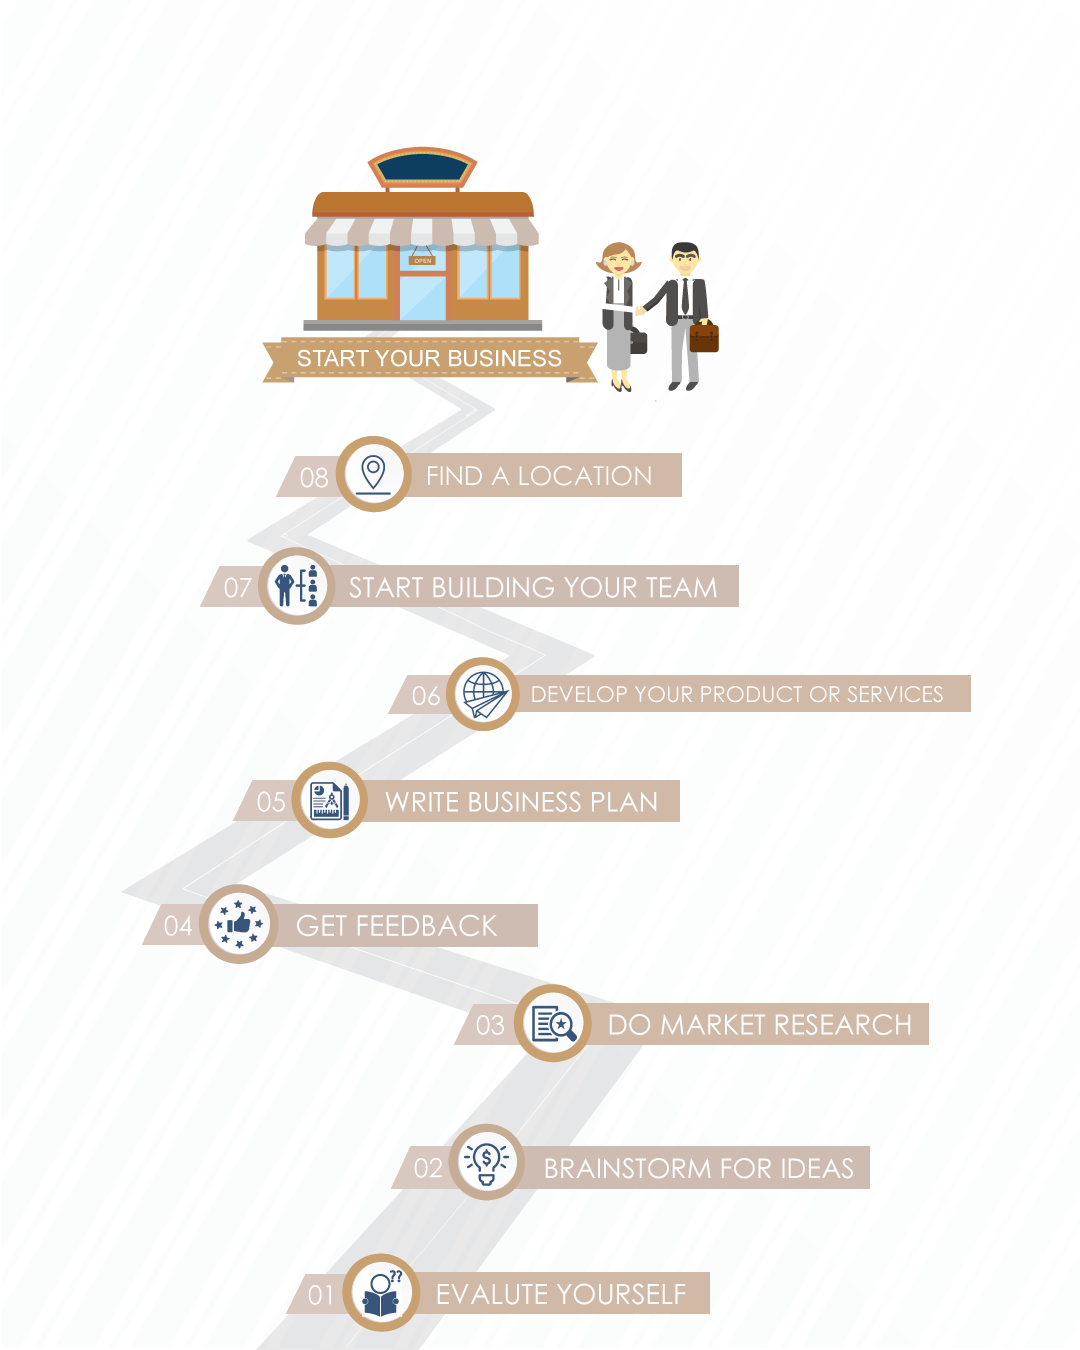 OPEN
START YOUR BUSINESS
08 FIND A LOCATION
07 START BUILDING YOUR TEAM
06 DEVELOP YOUR PRODUCT OR SERVICES
05 WRITE BUSINESS PLAN
04 GET FEEDBACK
03 DO MARKET RESEARCH
$
02 BRAINSTORM FOR IDEAS
??
01 EVALUTE YOURSELF